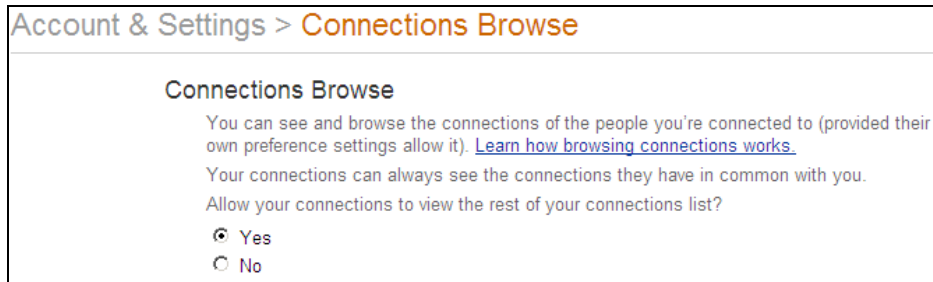 Account & Settings > Connections Browse
Connections Browse
You can see and browse the connections of the people you're connected to (provided their
own preference settings allow it). Learn how browsing connections works.
Your connections can always see the connections they have in common with you.
Allow your connections to view the rest of your connections list?
Yes
No